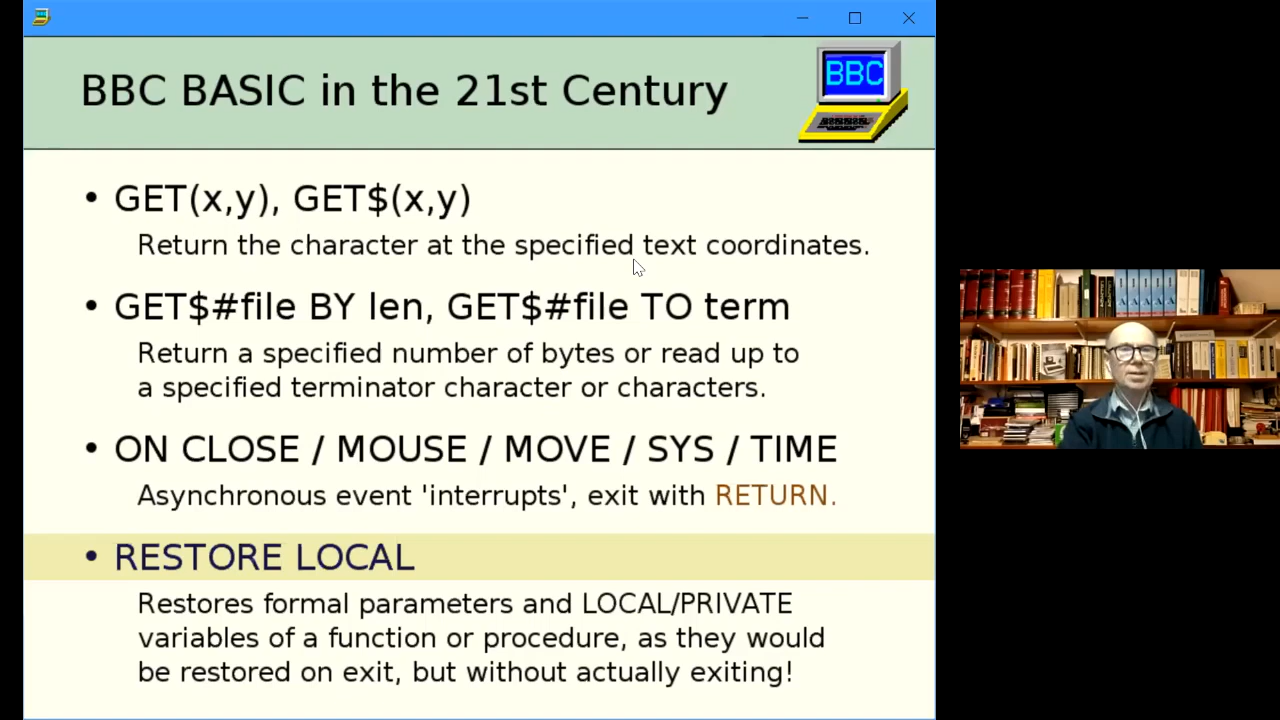 BBC BASIC in the 21st Century
BBC
• GET(x,y), GET$(x,y)
Return the character at the specified text coordinates.
• GET$#file BY len, GET$#file TO term
Return a specified number of bytes or read up to
a specified terminator character or characters.
• ON CLOSE / MOUSE / MOVE / SYS / TIME
Asynchronous event 'interrupts', exit with RETURN.
• RESTORE LOCAL
Restores formal parameters and LOCAL/PRIVATE
variables of a function or procedure, as they would
be restored on exit, but without actually exiting!